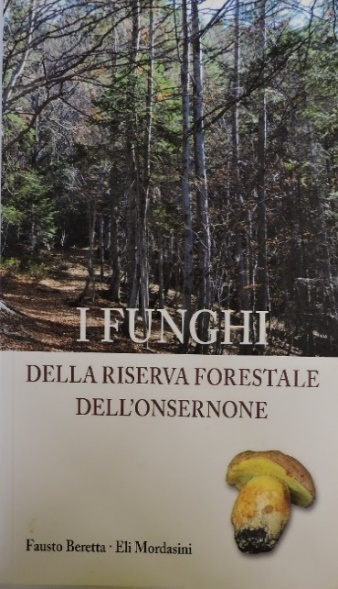 I FUNGHI
DELLA RISERVA FORESTALE
DELL'ONSERNONE
Fausto Beretta · Eli Mordasini